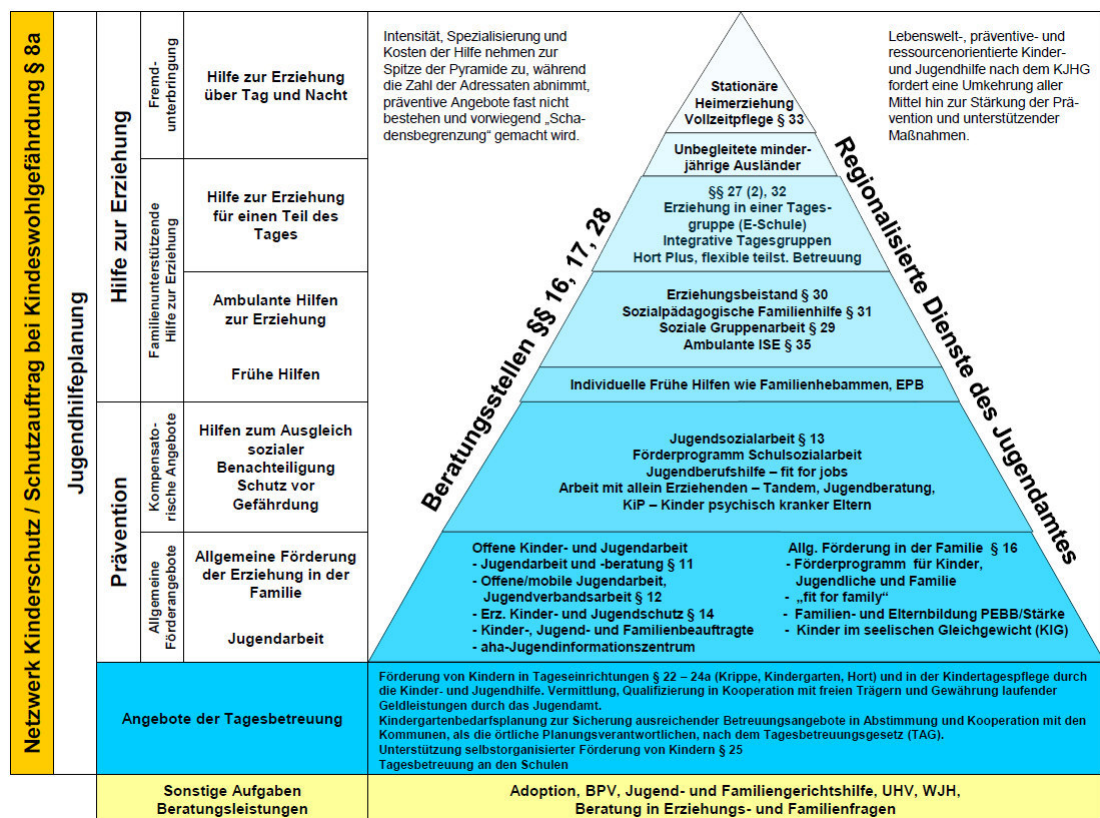 Netzwerk Kinderschutz / Schutzauftrag bei Kindeswohlgefährdung § 8a
Jugendhilfeplanung
Hilfe zur Erziehung
Fremd-
unterbringung
Hilfe zur Erziehung
über Tag und Nacht
Familienunterstützende
Hilfe zur Erziehung
Hilfe zur Erziehung
für einen Teil des
Tages
Ambulante Hilfen
zur Erziehung
Frühe Hilfen
Prävention
Kompensato-
rische Angebote
Hilfen zum Ausgleich
sozialer
Benachteiligung
Schutz vor
Gefährdung
Allgemeine
Förderangebote
Allgemeine Förderung
der Erziehung in der
Familie
Jugendarbeit
Intensität, Spezialisierung und
Kosten der Hilfe nehmen zur
Spitze der Pyramide zu, während
die Zahl der Adressaten abnimmt,
präventive Angebote fast nicht
bestehen und vorwiegend „Scha-
densbegrenzung“ gemacht wird.
Lebenswelt-, präventive- und
ressourcenorientierte Kinder-
und Jugendhilfe nach dem KJHG
fordert eine Umkehrung aller
Mittel hin zur Stärkung der Prä-
vention und unterstützender
Maßnahmen.
Beratungsstellen §§ 16, 17, 28
Regionalisierte Dienste des Jugendamtes
Stationäre
Heimerziehung
Vollzeitpflege § 33
Unbegleitete minder-
jährige Ausländer
§§ 27 (2), 32
Erziehung in einer Tages-
gruppe (E-Schule)
Integrative Tagesgruppen
Hort Plus, flexible teilst. Betreuung
Erziehungsbeistand § 30
Sozialpädagogische Familienhilfe § 31
Soziale Gruppenarbeit § 29
Ambulante ISE § 35
Individuelle Frühe Hilfen wie Familienhebammen, EPB
Jugendsozialarbeit § 13
Förderprogramm Schulsozialarbeit
Jugendberufshilfe – fit for jobs
Arbeit mit allein Erziehenden – Tandem, Jugendberatung,
KiP – Kinder psychisch kranker Eltern
Offene Kinder- und Jugendarbeit
- Jugendarbeit und -beratung § 11
- Offene/mobile Jugendarbeit,
Jugendverbandsarbeit § 12
- Erz. Kinder- und Jugendschutz § 14
- Kinder-, Jugend- und Familienbeauftragte
- aha-Jugendinformationszentrum
Allg. Förderung in der Familie § 16
- Förderprogramm für Kinder,
Jugendliche und Familie
- „fit for family“
- Familien- und Elternbildung PEBB/Stärke
- Kinder im seelischen Gleichgewicht (KIG)
Angebote der Tagesbetreuung
Förderung von Kindern in Tageseinrichtungen § 22 – 24a (Krippe, Kindergarten, Hort) und in der Kindertagespflege durch
die Kinder- und Jugendhilfe. Vermittlung, Qualifizierung in Kooperation mit freien Trägern und Gewährung laufender
Geldleistungen durch das Jugendamt.
Kindergartenbedarfsplanung zur Sicherung ausreichender Betreuungsangebote in Abstimmung und Kooperation mit den
Kommunen, als die örtliche Planungsverantwortlichen, nach dem Tagesbetreuungsgesetz (TAG).
Unterstützung selbstorganisierter Förderung von Kindern § 25
Tagesbetreuung an den Schulen
Sonstige Aufgaben
Beratungsleistungen
Adoption, BPV, Jugend- und Familiengerichtshilfe, UHV, WJH,
Beratung in Erziehungs- und Familienfragen